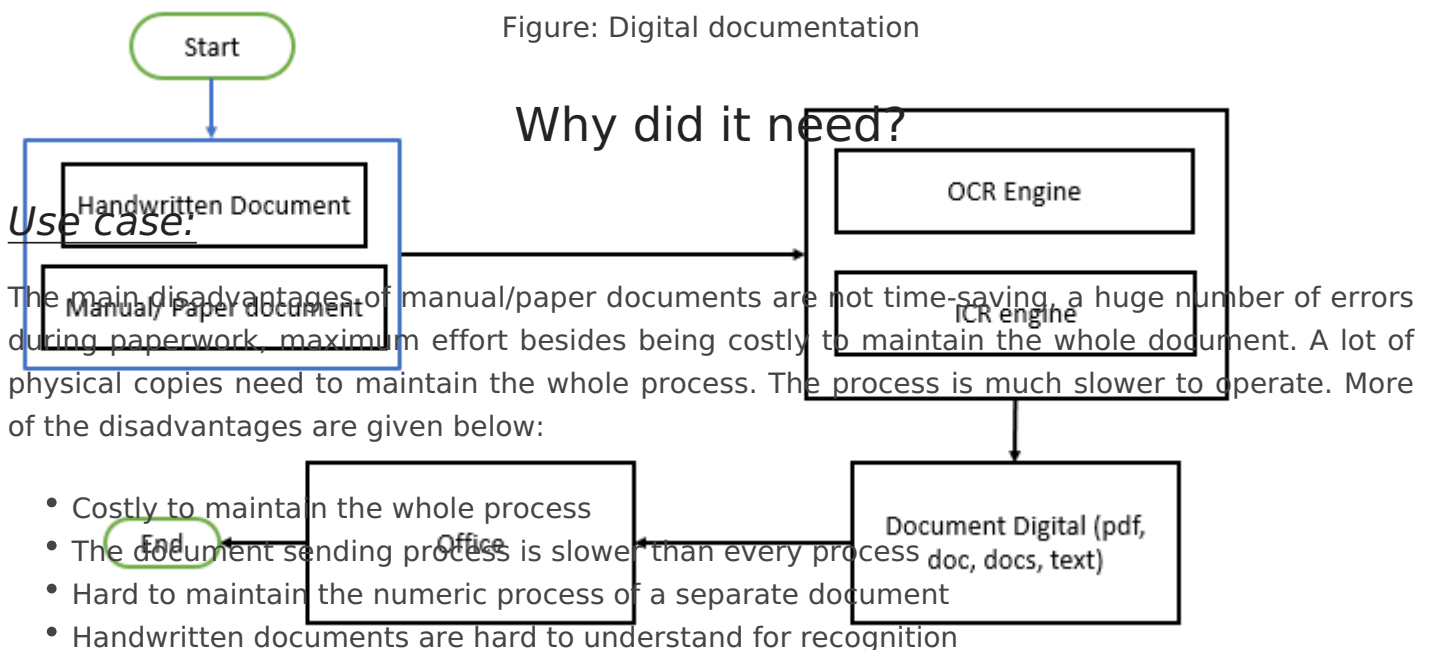 Figure: Digital documentation
Start
Why did it need?
Handwritten Document
OCR Engine
Use case:
Manual/ Paper document
ICR engine
The main disadvantages of manual/paper documents are not time-saving, a huge number of errors
during paperwork, maximum effort besides being costly to maintain the whole document. A lot of
physical copies need to maintain the whole process. The process is much slower to operate. More
of the disadvantages are given below:
• Costly to maintain the whole process
Document Digital (pdf,
doc, docs, text)
Office
End
• The document sending process is slower than every process
• Hard to maintain the numeric process of a separate document
• Handwritten documents are hard to understand for recognition